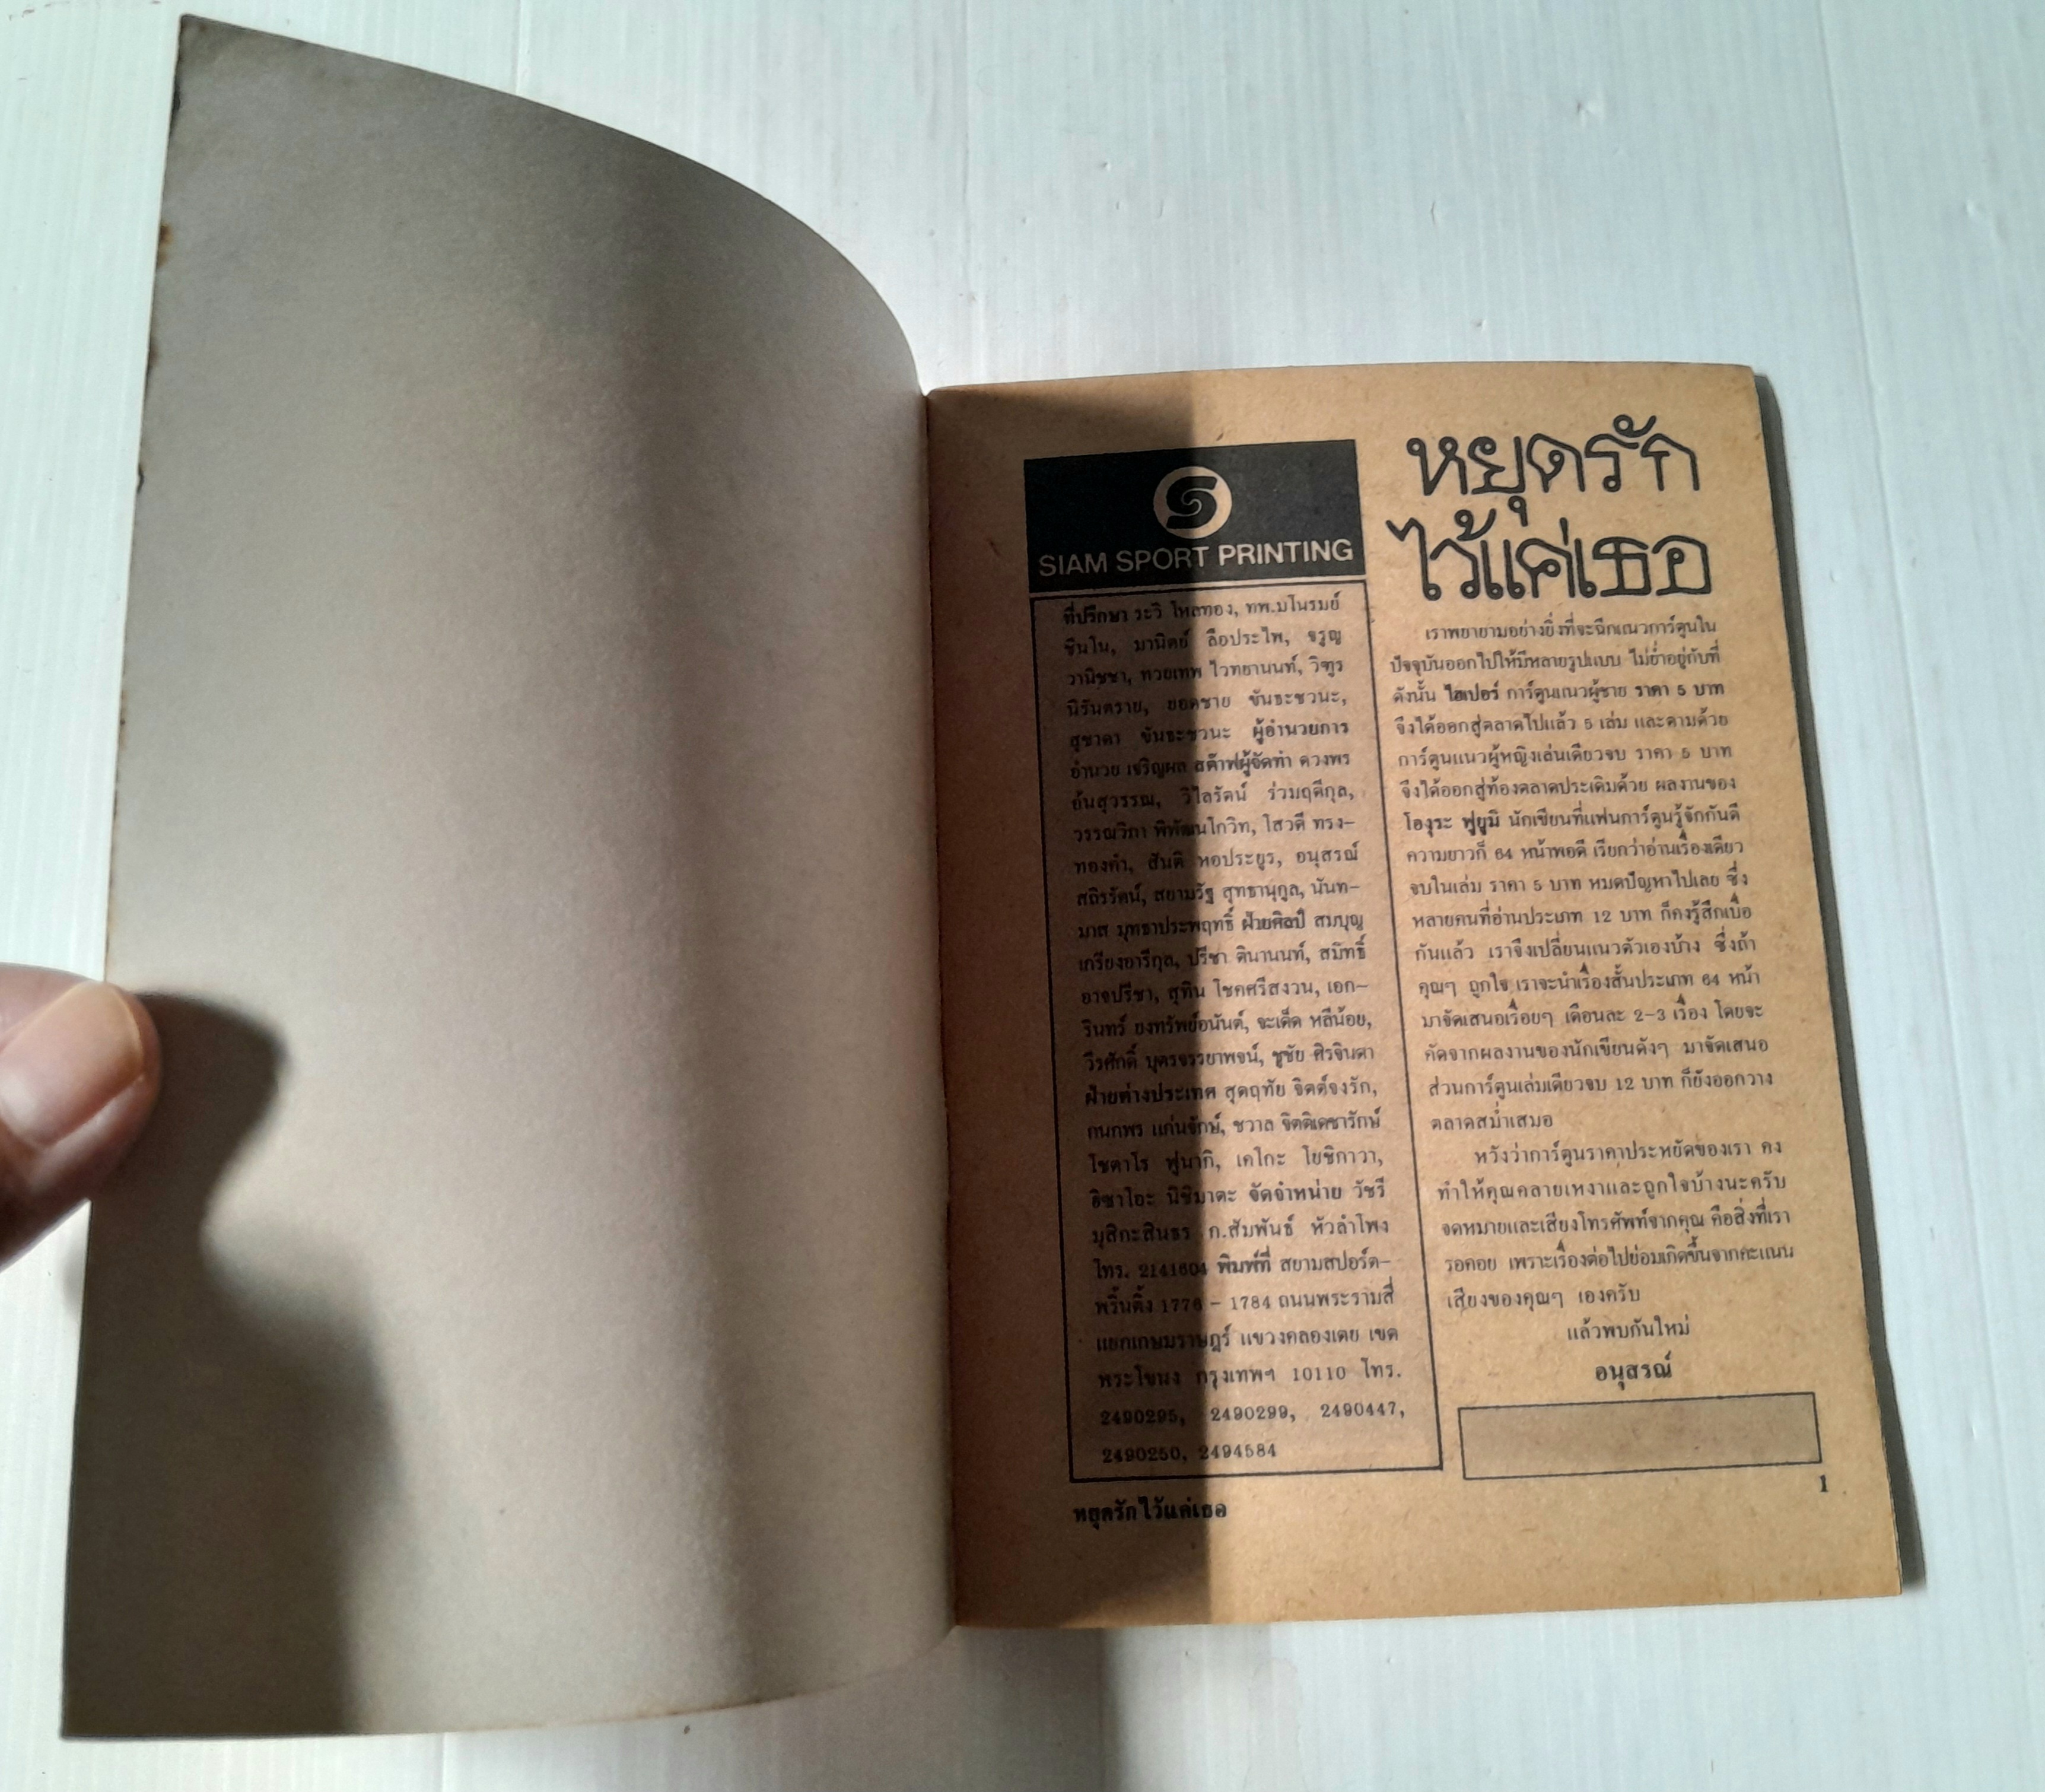 SIAM SPORT PRINTING
ที่ปรึกษา ระวิ โหลทอง, ทพ.มโนรมย์
ชินโน, มานิตย์ ลือประไพ, จรูญ
วานิชชา, ทวยเทพ ไวทยานนท์, วิฑูร
นิรันตราย, ยอดชาย ขันธะชวนะ,
สุชาดา ขันธะชวนะ ผู้อำนวยการ
อำนวย เจริญผล สต๊าฟผู้จัดทำ ดวงพร
อ้นสุวรรณ, วิไลรัตน์ ร่วมฤดีกุล,
วรรณวิภา พิพัฒนโกวิท, โสวดี ทรง-
ทองคำ, สันติ หอประยูร, อนุสรณ์
สถิรรัตน์, สยามรัฐ สุทธานุกูล, นันท-
มาส มุทธาประพฤทธิ์ ฝ่ายศิลป์ สมบุญ
เกรียงอารีกุล, ปรีชา ตินานนท์, สมิทธิ์
อาจปรีชา, สุทิน โชคศรีสงวน, เอก-
รินทร์ ยงทรัพย์อนันต์, จะเด็ด หลีน้อย,
วีรศักดิ์ บุตรจรรยาพจน์, ชูชัย ศิรจินดา
ฝ่ายต่างประเทศ สุดฤทัย จิตต์จงรัก,
กนกพร แก่นจักษ์, ชวาล จิตติเดชารักษ์
โชตาโร ฟูนากิ, เคโกะ โยชิกาวา,
ฮิซาโอะ นิชิมาตะ จัดจำหน่าย วัชรี
มุสิกะสินธร ก.สัมพันธ์ หัวลำโพง
โทร. 2141604 พิมพ์ที่ สยามสปอร์ต-
พริ้นติ้ง 1776 - 1784 ถนนพระรามสี่
แยกเกษมราษฎร์ แขวงคลองเตย เขต
พระโขนง กรุงเทพฯ 10110 โทร.
2490295, 2490299, 2490447,
2490250, 2494584
หยุดรักไว้แค่เธอ
หยุดรัก
ไว้แค่เธอ
เราพยายามอย่างยิ่งที่จะฉีกแนวการ์ตูนใน
ปัจจุบันออกไปให้มีหลายรูปแบบ ไม่ย่ำอยู่กับที่
ดังนั้น ไฮเปอร์ การ์ตูนแนวผู้ชาย ราคา 5 บาท
จึงได้ออกสู่ตลาดไปแล้ว 5 เล่ม และตามด้วย
การ์ตูนแนวผู้หญิงเล่นเดียวจบ ราคา 5 บาท
จึงได้ออกสู่ท้องตลาดประเดิมด้วย ผลงานของ
โองุระ ฟูยูมิ นักเขียนที่แฟนการ์ตูนรู้จักกันดี
ความยาวก็ 64 หน้าพอดี เรียกว่าอ่านเรื่องเดียว
จบในเล่ม ราคา 5 บาท หมดปัญหาไปเลย ซึ่ง
หลายคนที่อ่านประเภท 12 บาท ก็คงรู้สึกเบื่อ
กันแล้ว เราจึงเปลี่ยนแนวตัวเองบ้าง ซึ่งถ้า
คุณๆ ถูกใจ เราจะนำเรื่องสั้นประเภท 64 หน้า
มาจัดเสนอเรื่อยๆ เดือนละ 2-3 เรื่อง โดยจะ
คัดจากผลงานของนักเขียนดังๆ มาจัดเสนอ
ส่วนการ์ตูนเล่มเดียวจบ 12 บาท ก็ยังออกวาง
ตลาดสม่ำเสมอ
หวังว่าการ์ตูนราคาประหยัดของเรา คง
ทำให้คุณคลายเหงาและถูกใจบ้างนะครับ
จดหมายและเสียงโทรศัพท์จากคุณ คือสิ่งที่เรา
รอคอย เพราะเรื่องต่อไปย่อมเกิดขึ้นจากคะแนน
เสียงของคุณๆ เองครับ
แล้วพบกันใหม่
อนุสรณ์
1